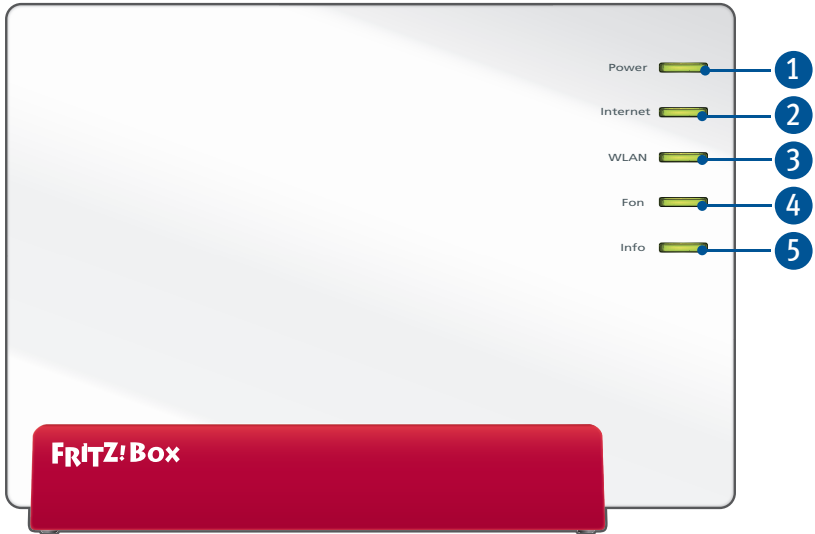 Power 1
Internet 2
WLAN 3
Fon 4
Info 5
FRITZ!Box